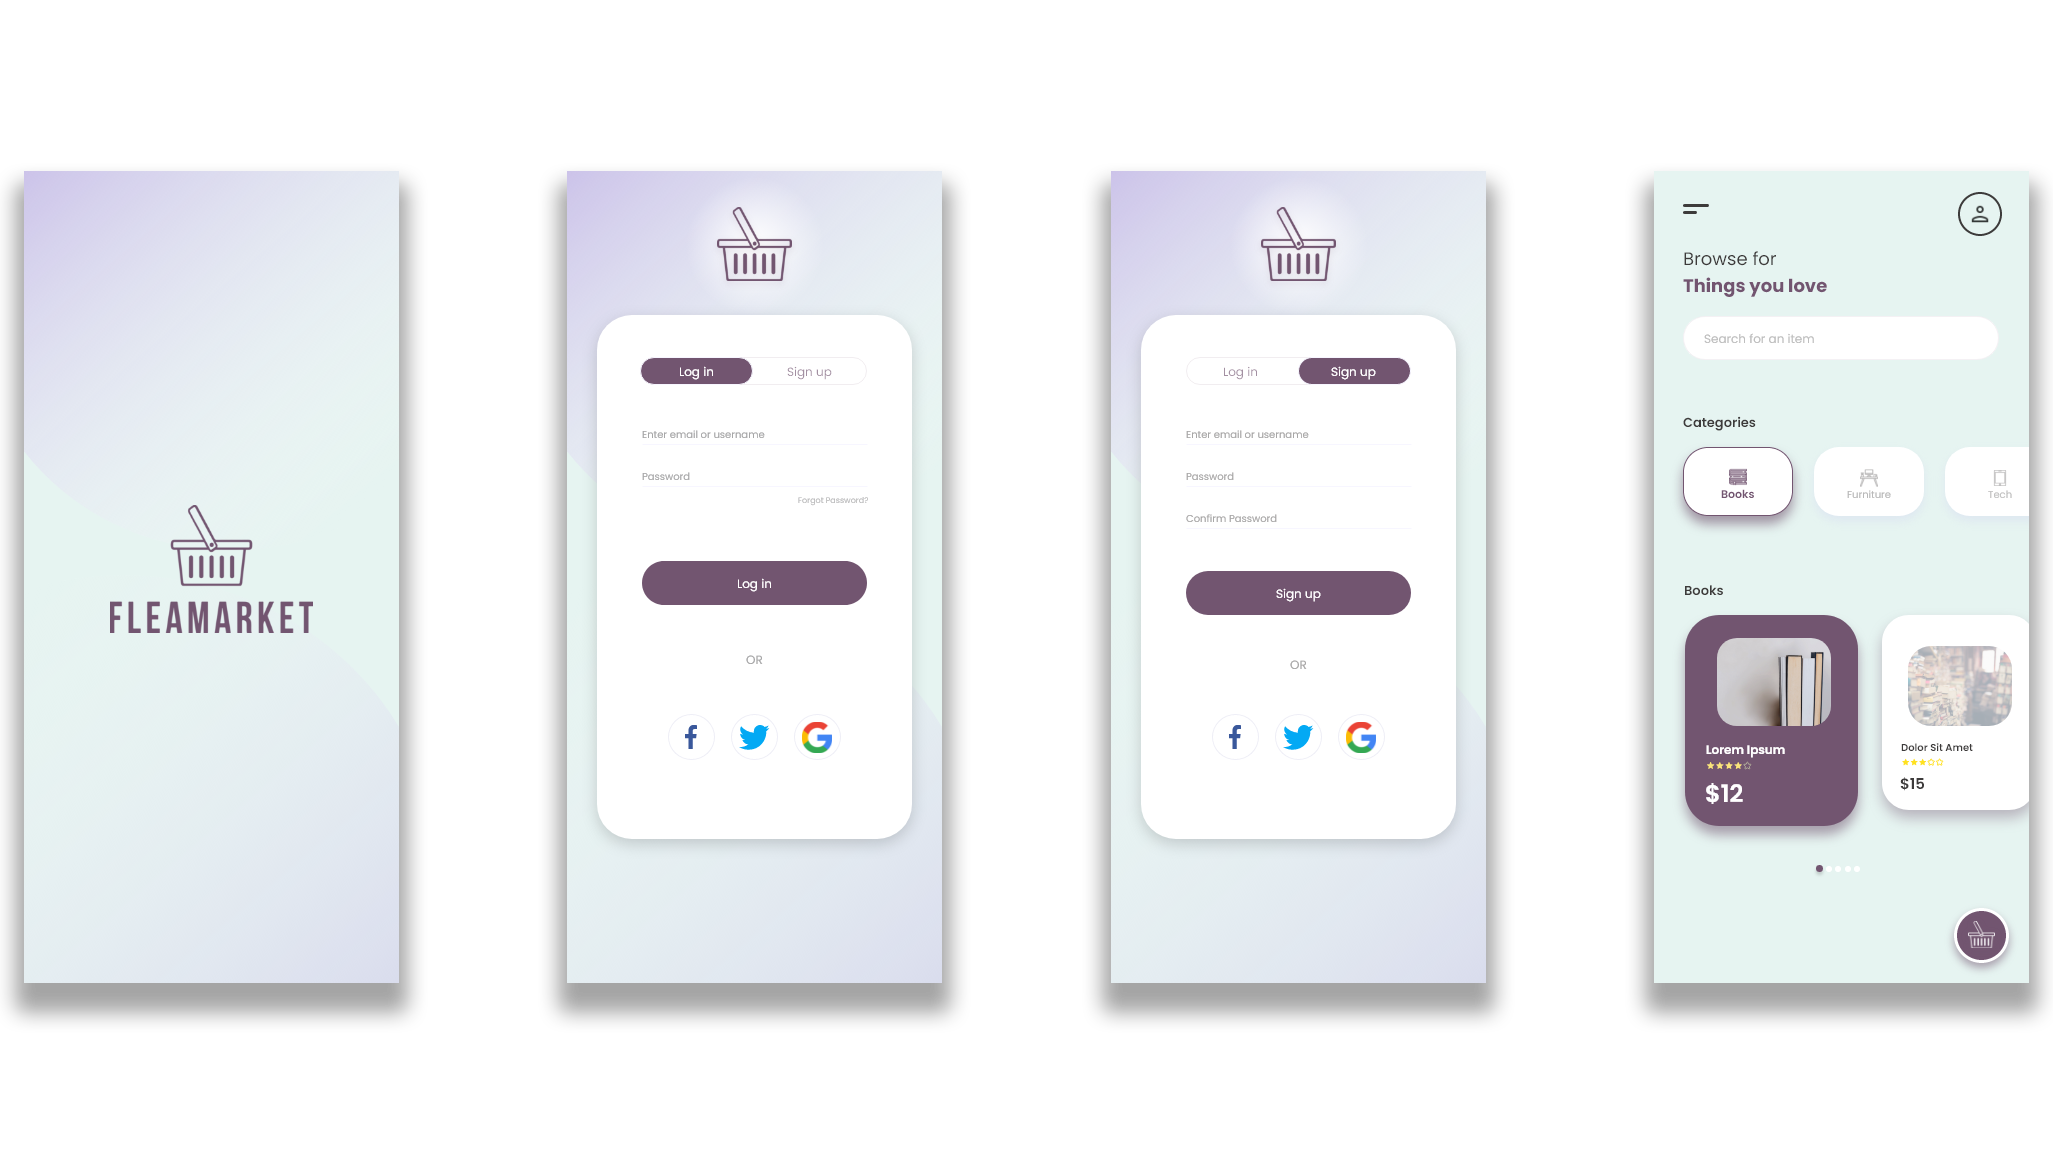 FLEAMARKET
Log in
Sign up
Enter email or username
Password
Forgot Password?
Log in
OR
Log in
Sign up
Enter email or username
Password
Confirm Password
Sign up
OR
Browse for
Things you love
Search for an item
Categories
Books
Furniture
Tech
Books
Lorem Ipsum
$12
Dolor Sit Amet
$15